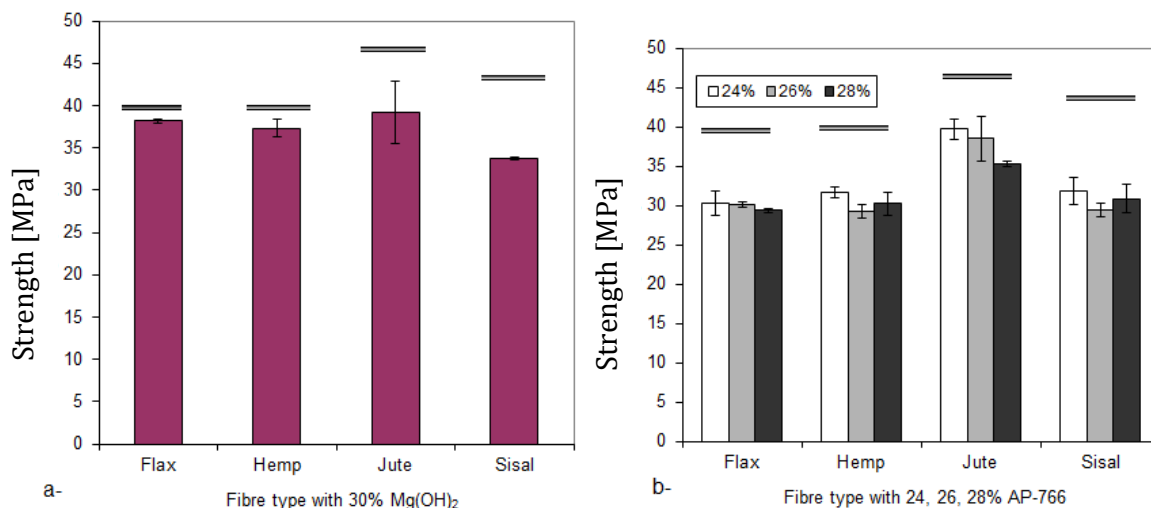 Strength [MPa]
50
45
40
35
30
25
20
15
10
5
0
Flax Hemp Jute Sisal
a-
Fibre type with 30% Mg(OH)₂
Strength [MPa]
50
45
40
35
30
25
20
15
10
5
0
24% 26% 28%
Flax Hemp Jute Sisal
b-
Fibre type with 24, 26, 28% AP-766